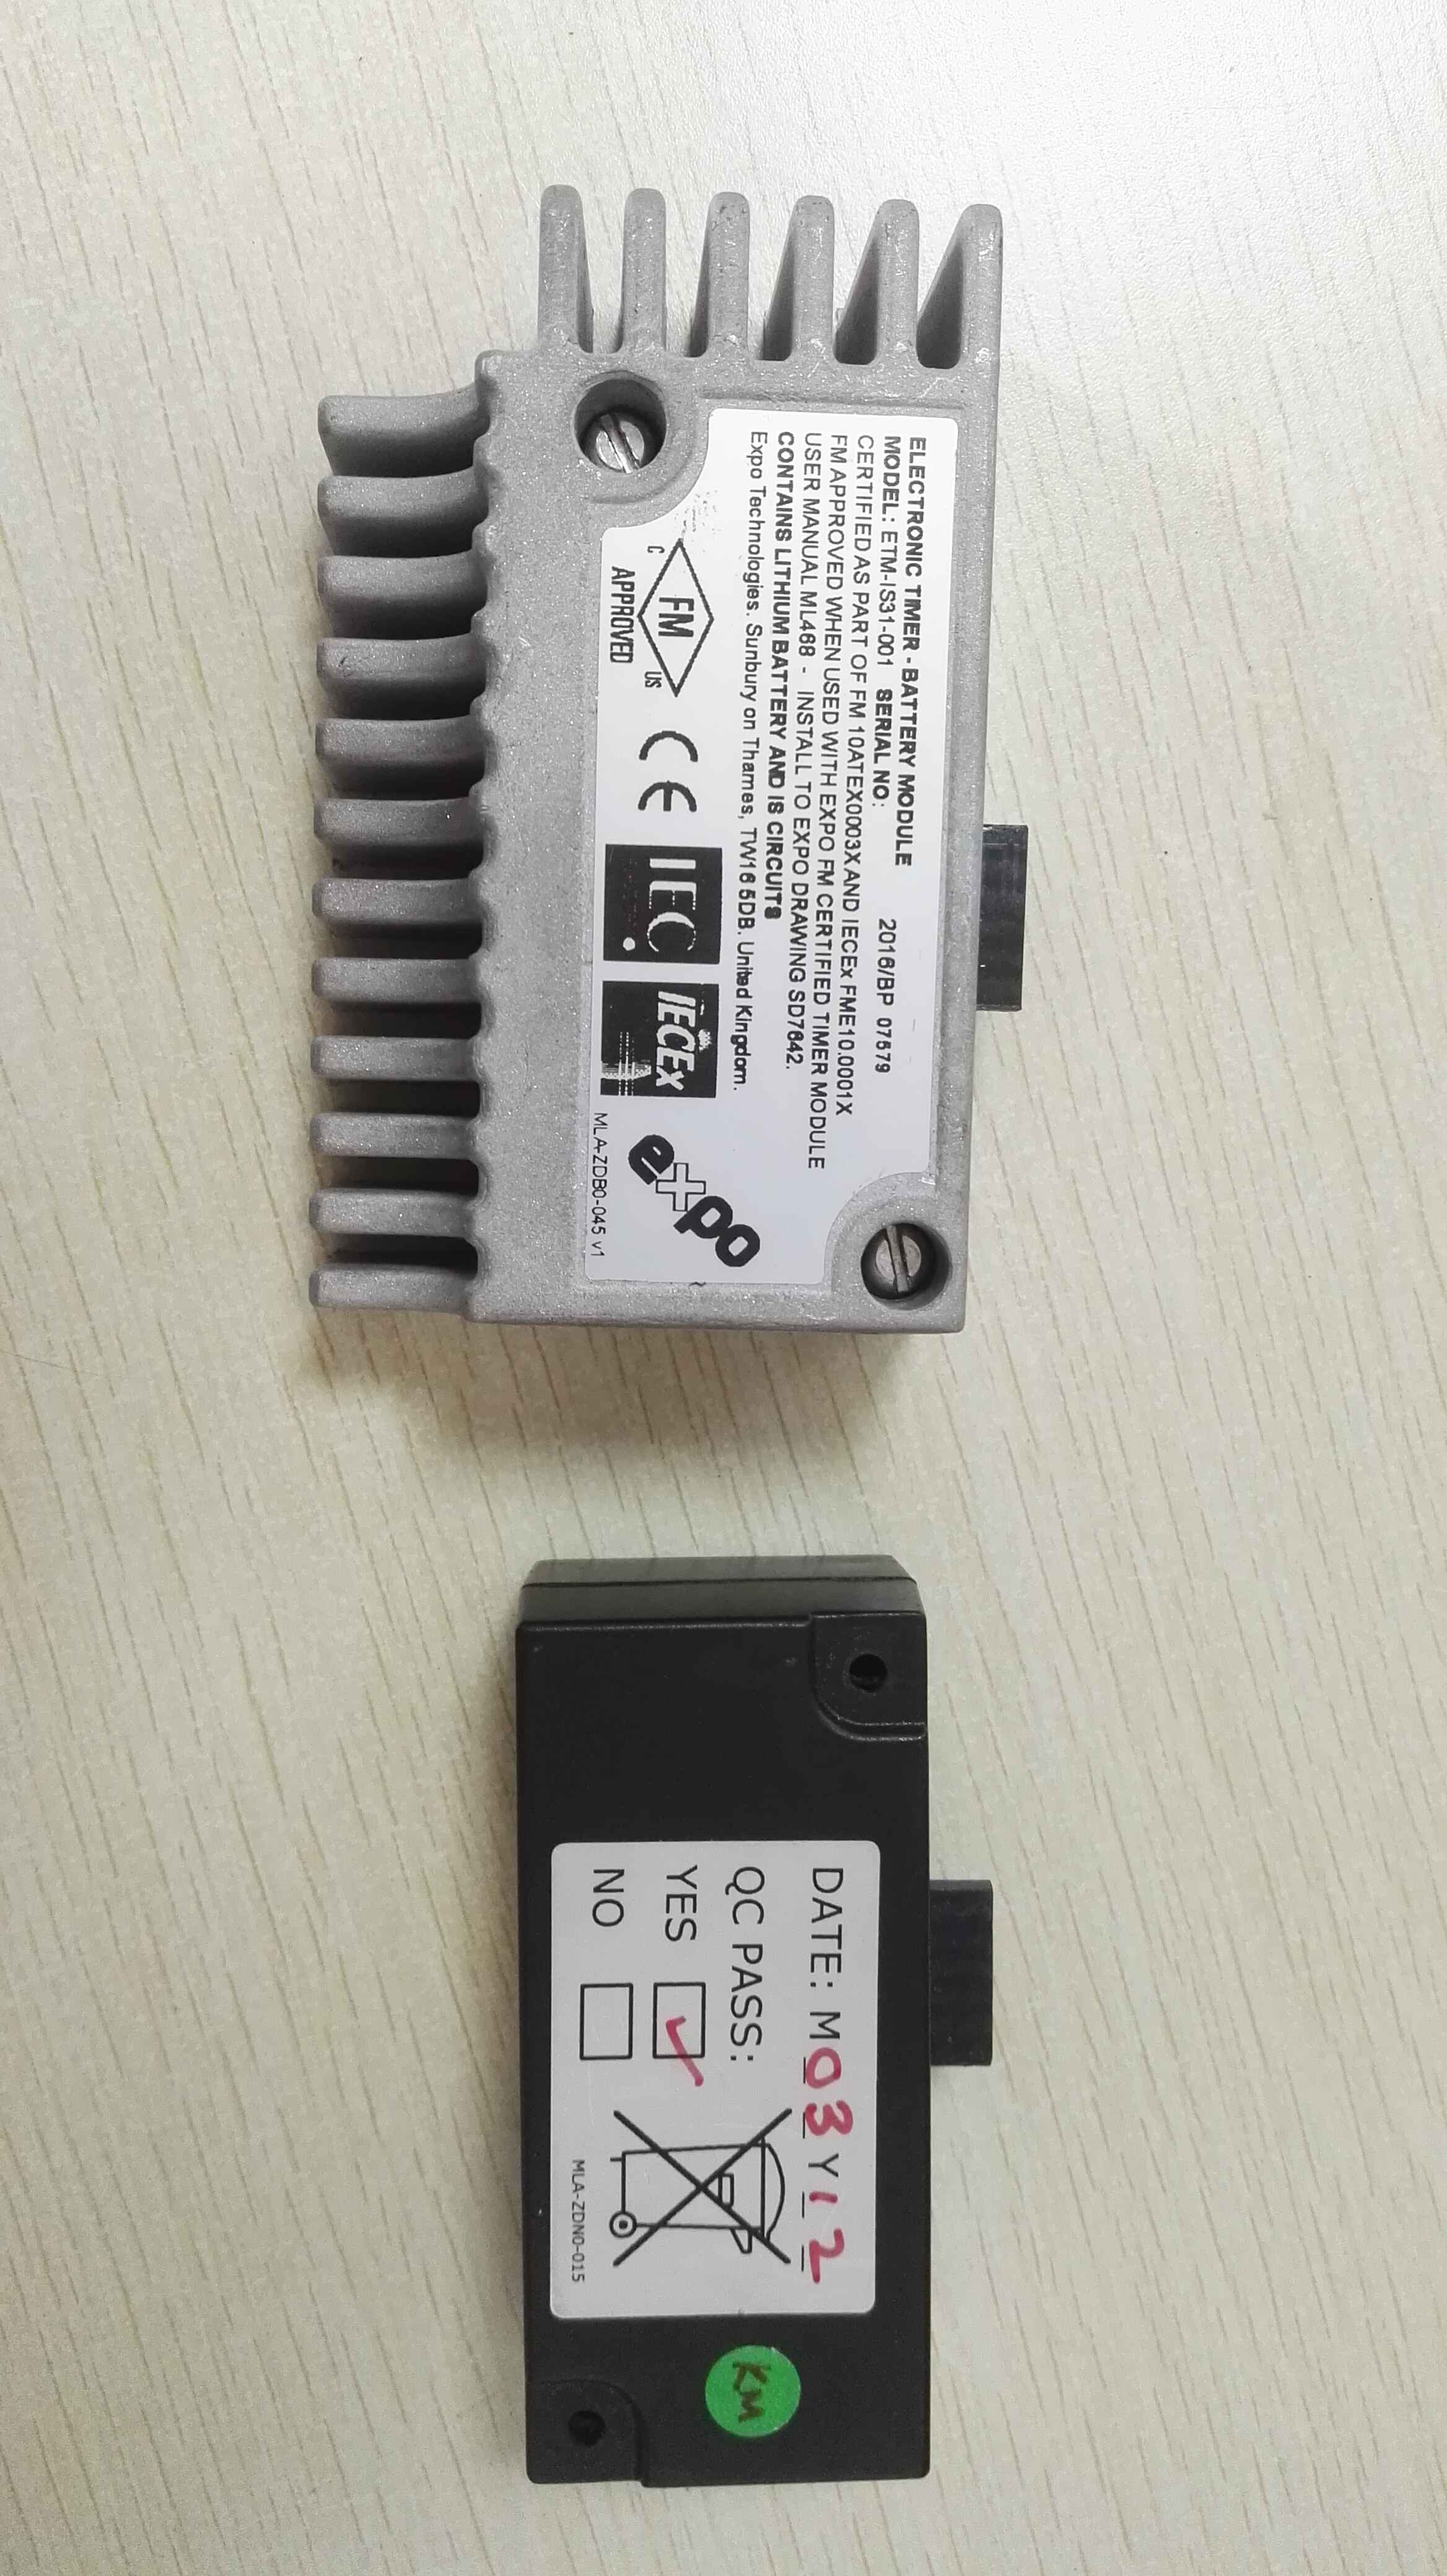 ELECTRONIC TIMER - BATTERY MODULE
MODEL: ETM-IS31-001 SERIAL NO: 2016/BP 07579
CERTIFIED AS PART OF FM 10ATEX0003X AND IECEx FME10.0001X
FM APPROVED WHEN USED WITH EXPO FM CERTIFIED TIMER MODULE
USER MANUAL ML468 - INSTALL TO EXPO DRAWING SD7642.
CONTAINS LITHIUM BATTERY AND IS CIRCUITS
Expo Technologies. Sunbury on Thames, TW16 5DB. United Kingdom.
C FM US
APPROVED
CE
IEC
IECEx
expo
MLA-ZDB0-045 v1
DATE: M03Y12
QC PASS:
YES
NO
MLA-ZDN0-015
KM